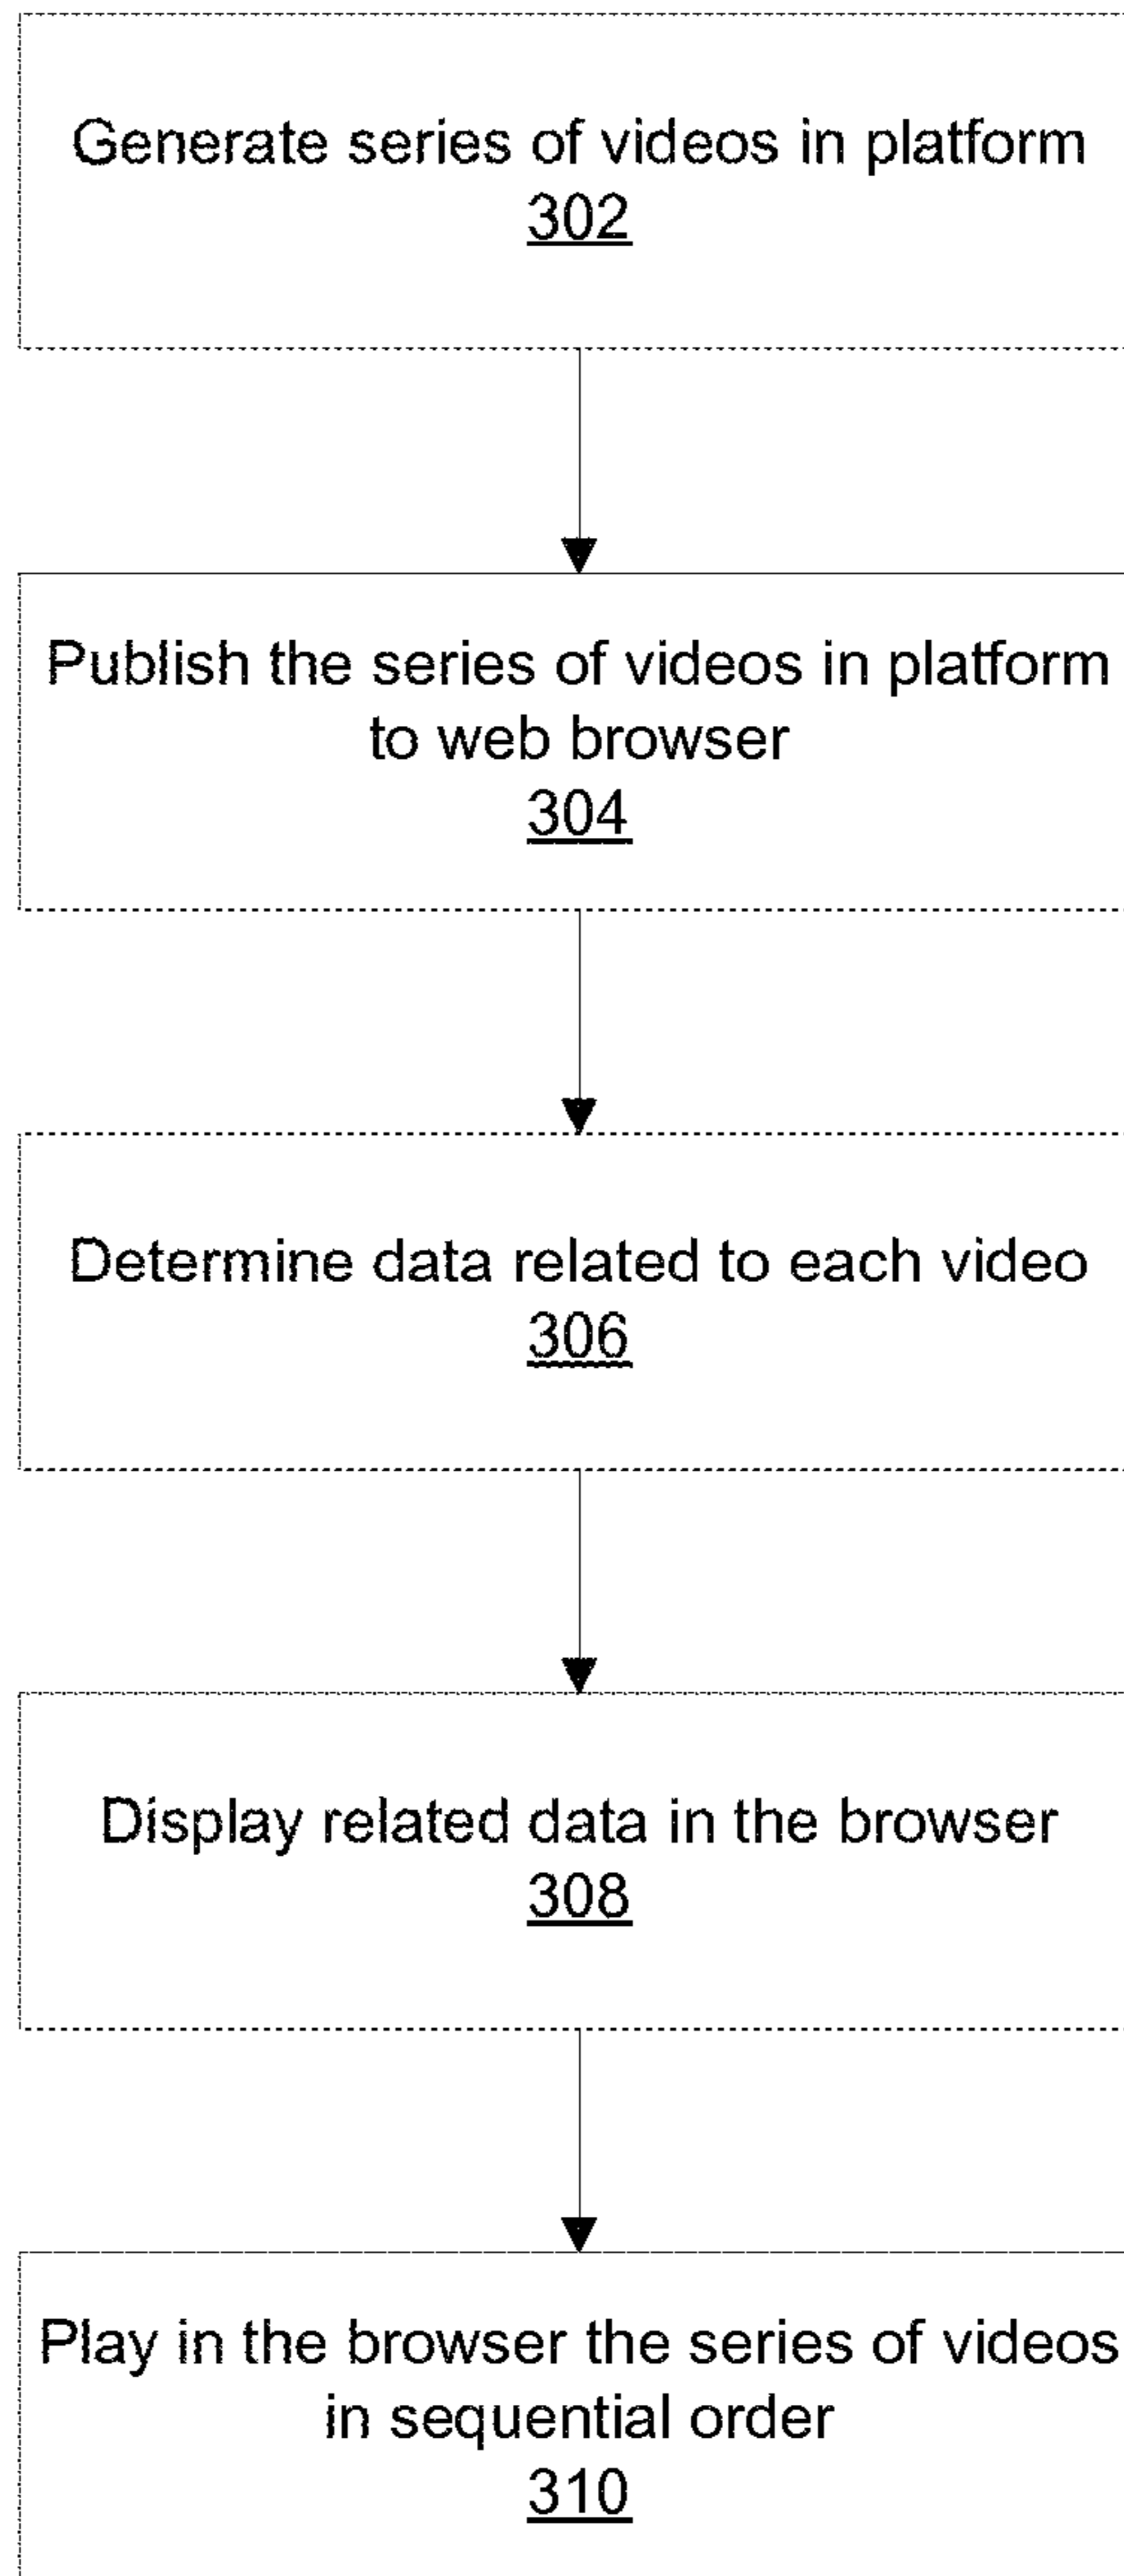 Generate series of videos in platform
302
Publish the series of videos in platform
to web browser
304
Determine data related to each video
306
Display related data in the browser
308
Play in the browser the series of videos
in sequential order
310